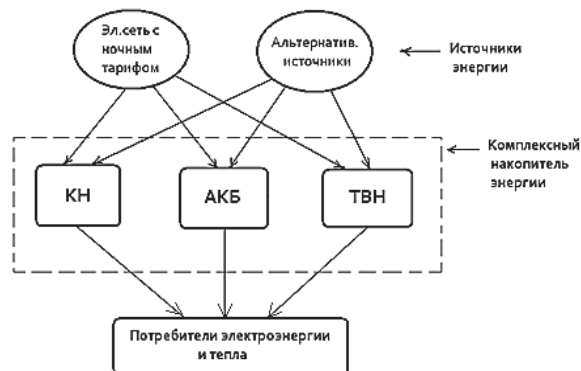 Эл.сеть с
ночным
тарифом
Альтернатив.
источники
Источники
энергии
Комплексный
накопитель
энергии
КН
АКБ
ТВН
Потребители электроэнергии
и тепла